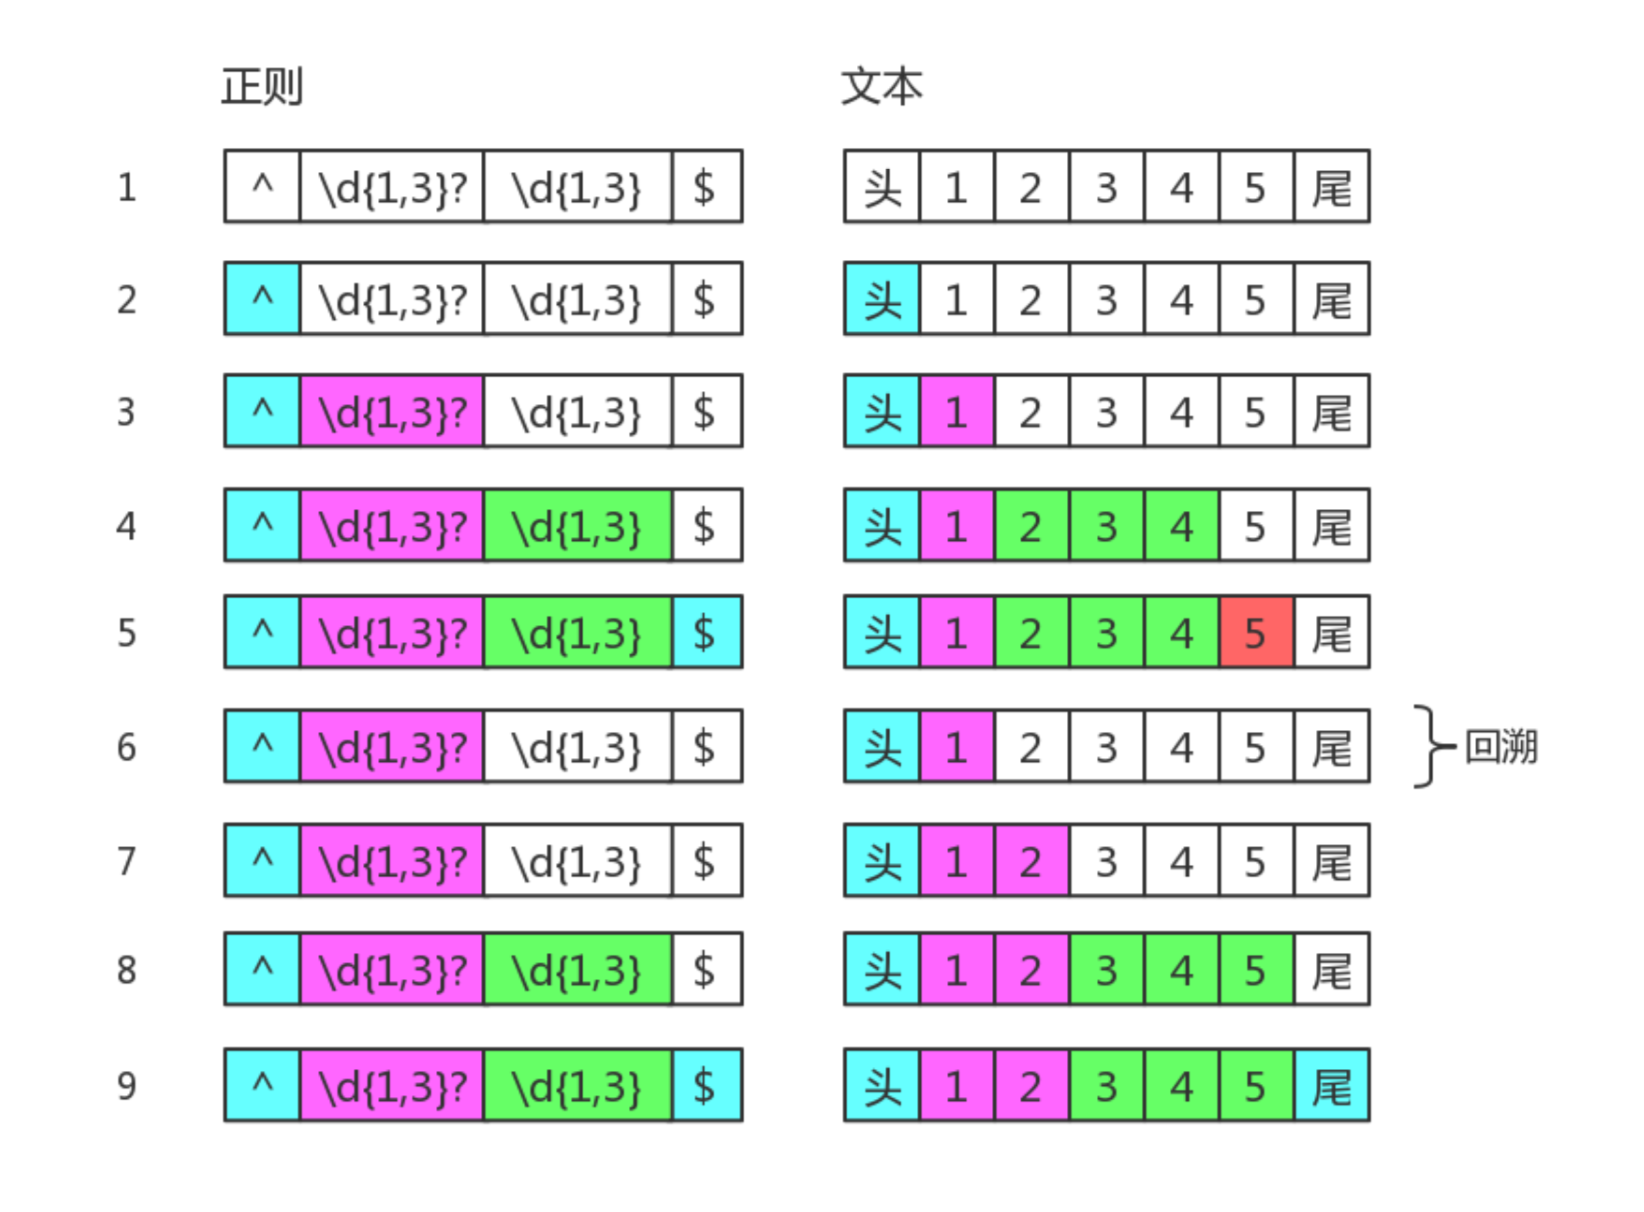 正则 文本
1 ^ \d{1,3}? \d{1,3} $ 头 1 2 3 4 5 尾
2 ^ \d{1,3}? \d{1,3} $ 头 1 2 3 4 5 尾
3 ^ \d{1,3}? \d{1,3} $ 头 1 2 3 4 5 尾
4 ^ \d{1,3}? \d{1,3} $ 头 1 2 3 4 5 尾
5 ^ \d{1,3}? \d{1,3} $ 头 1 2 3 4 5 尾
6 ^ \d{1,3}? \d{1,3} $ 头 1 2 3 4 5 尾 回溯
7 ^ \d{1,3}? \d{1,3} $ 头 1 2 3 4 5 尾
8 ^ \d{1,3}? \d{1,3} $ 头 1 2 3 4 5 尾
9 ^ \d{1,3}? \d{1,3} $ 头 1 2 3 4 5 尾